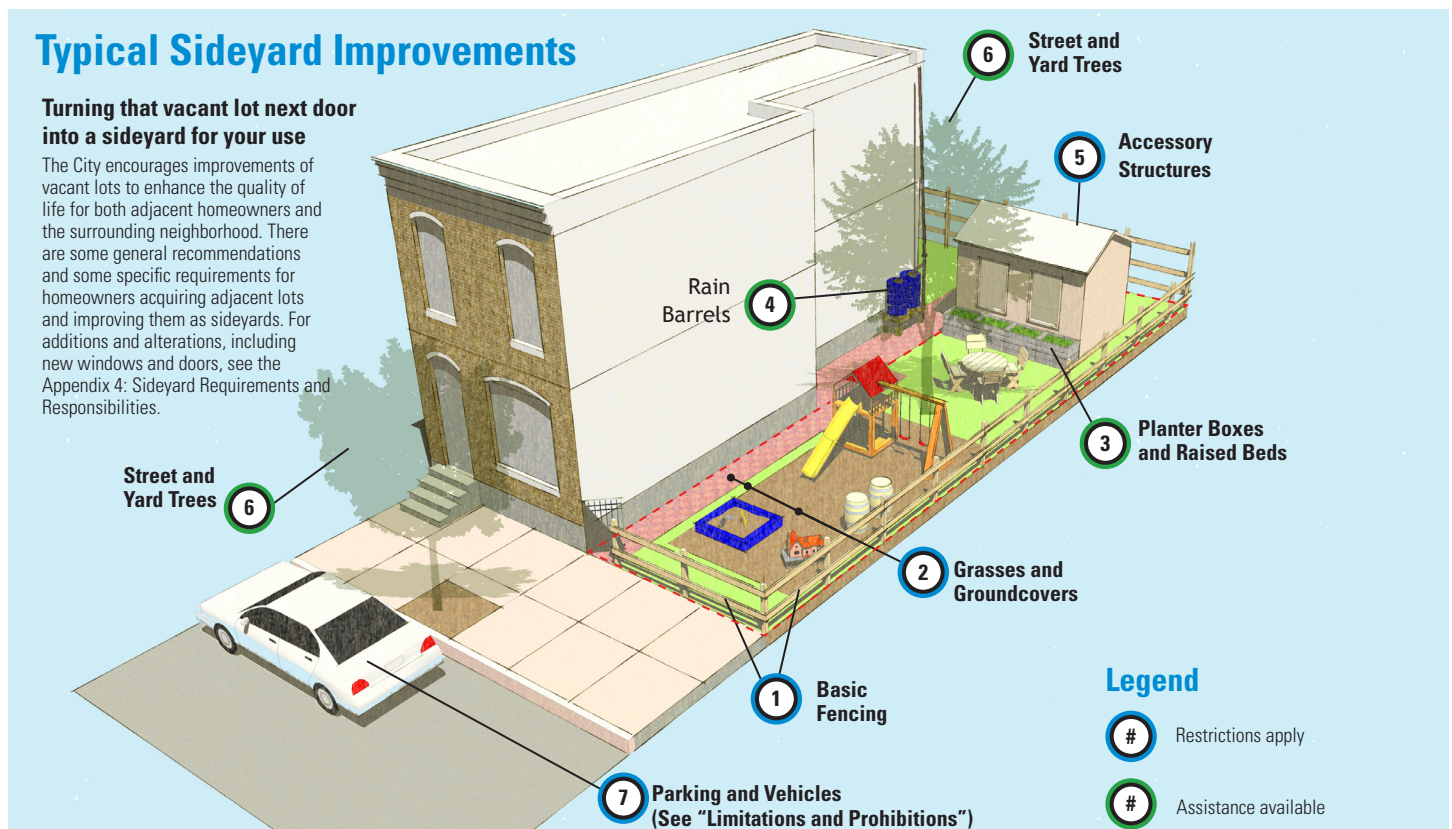 Typical Sideyard Improvements
Turning that vacant lot next door
into a sideyard for your use
The City encourages improvements of
vacant lots to enhance the quality of
life for both adjacent homeowners and
the surrounding neighborhood. There
are some general recommendations
and some specific requirements for
homeowners acquiring adjacent lots
and improving them as sideyards. For
additions and alterations, including
new windows and doors, see the
Appendix 4: Sideyard Requirements and
Responsibilities.
6
Street and
Yard Trees
5
Accessory
Structures
Rain
Barrels
4
3
Planter Boxes
and Raised Beds
Street and
Yard Trees
6
2
Grasses and
Groundcovers
1
Basic
Fencing
7
Parking and Vehicles
(See “Limitations and Prohibitions”)
Legend
# Restrictions apply
# Assistance available